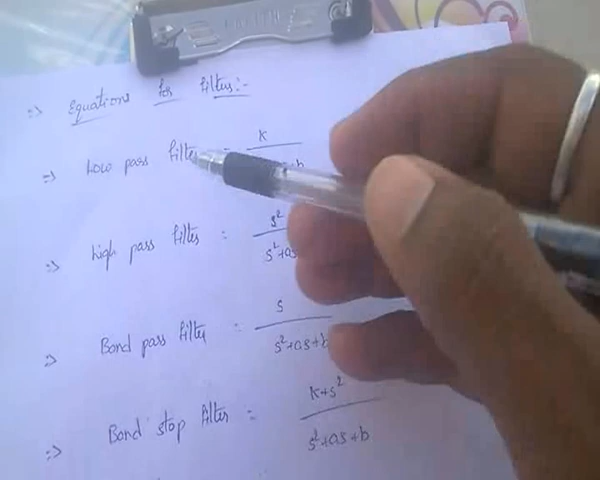 => Equations for filters:-
=> Low pass filter = K
High pass filter : s²
=> s²+as
s
=> Band pass filter = s²+as+b
K+s²
=> Band stop filter = s²+as+b